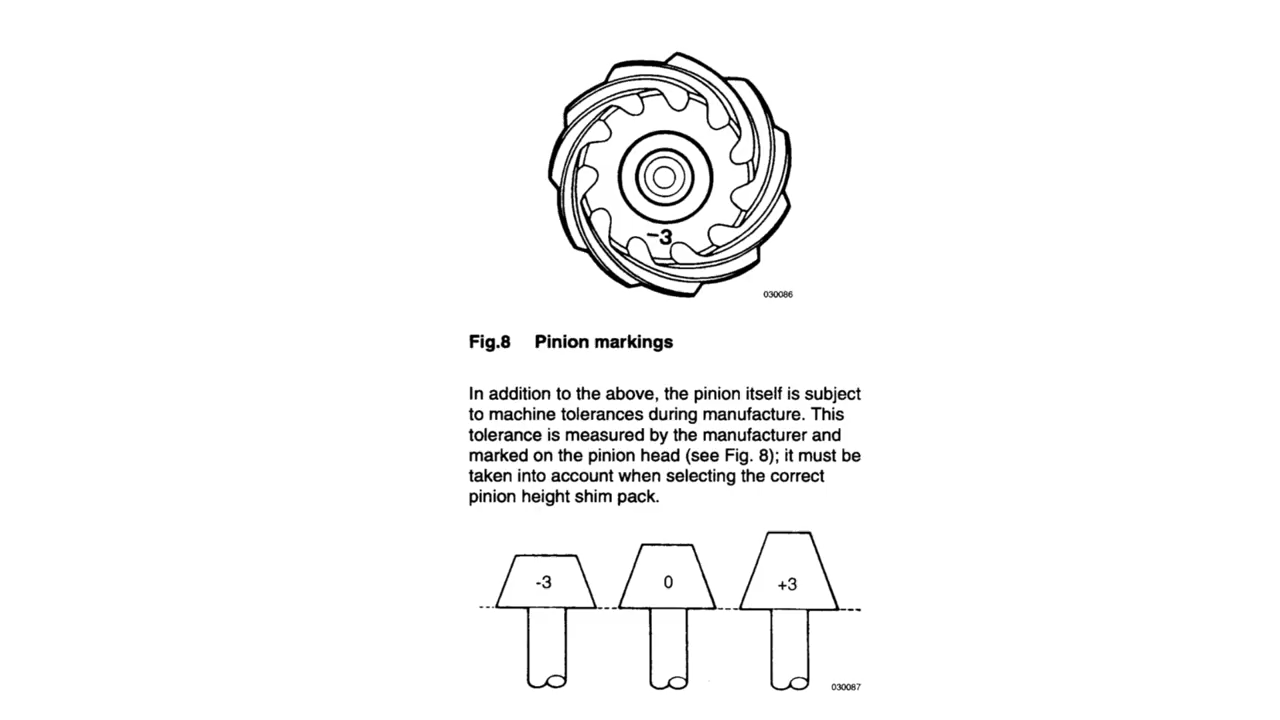 -3
030086
Fig.8 Pinion markings
In addition to the above, the pinion itself is subject
to machine tolerances during manufacture. This
tolerance is measured by the manufacturer and
marked on the pinion head (see Fig. 8); it must be
taken into account when selecting the correct
pinion height shim pack.
-3 0 +3
030087